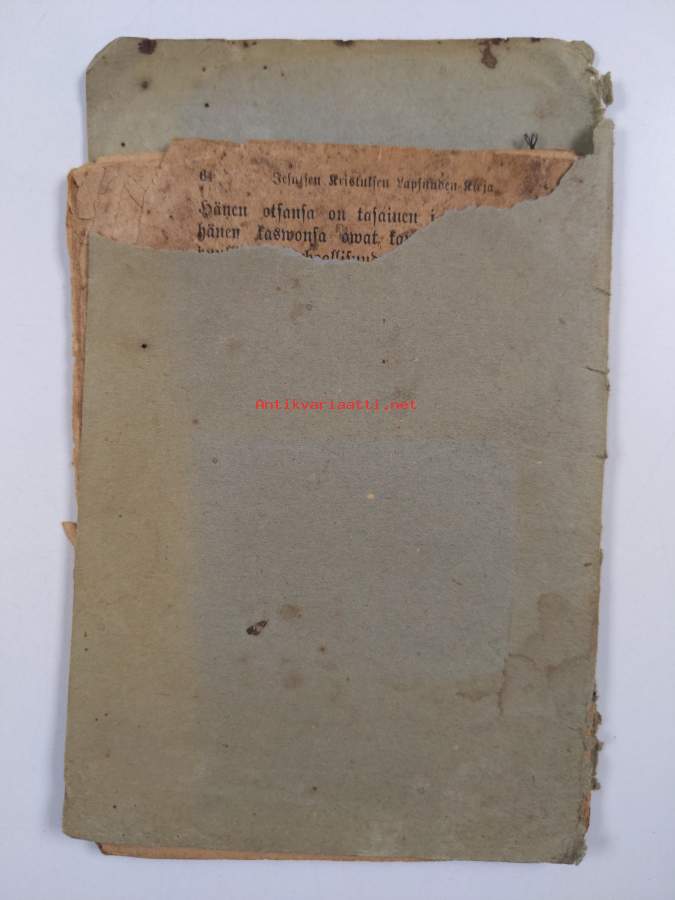 64 Jesuksen Kristuksen Lapsuuden-Kirja
Hänen otsansa on tasainen
hänen kaswonsa owat
Antikvariaatti.net